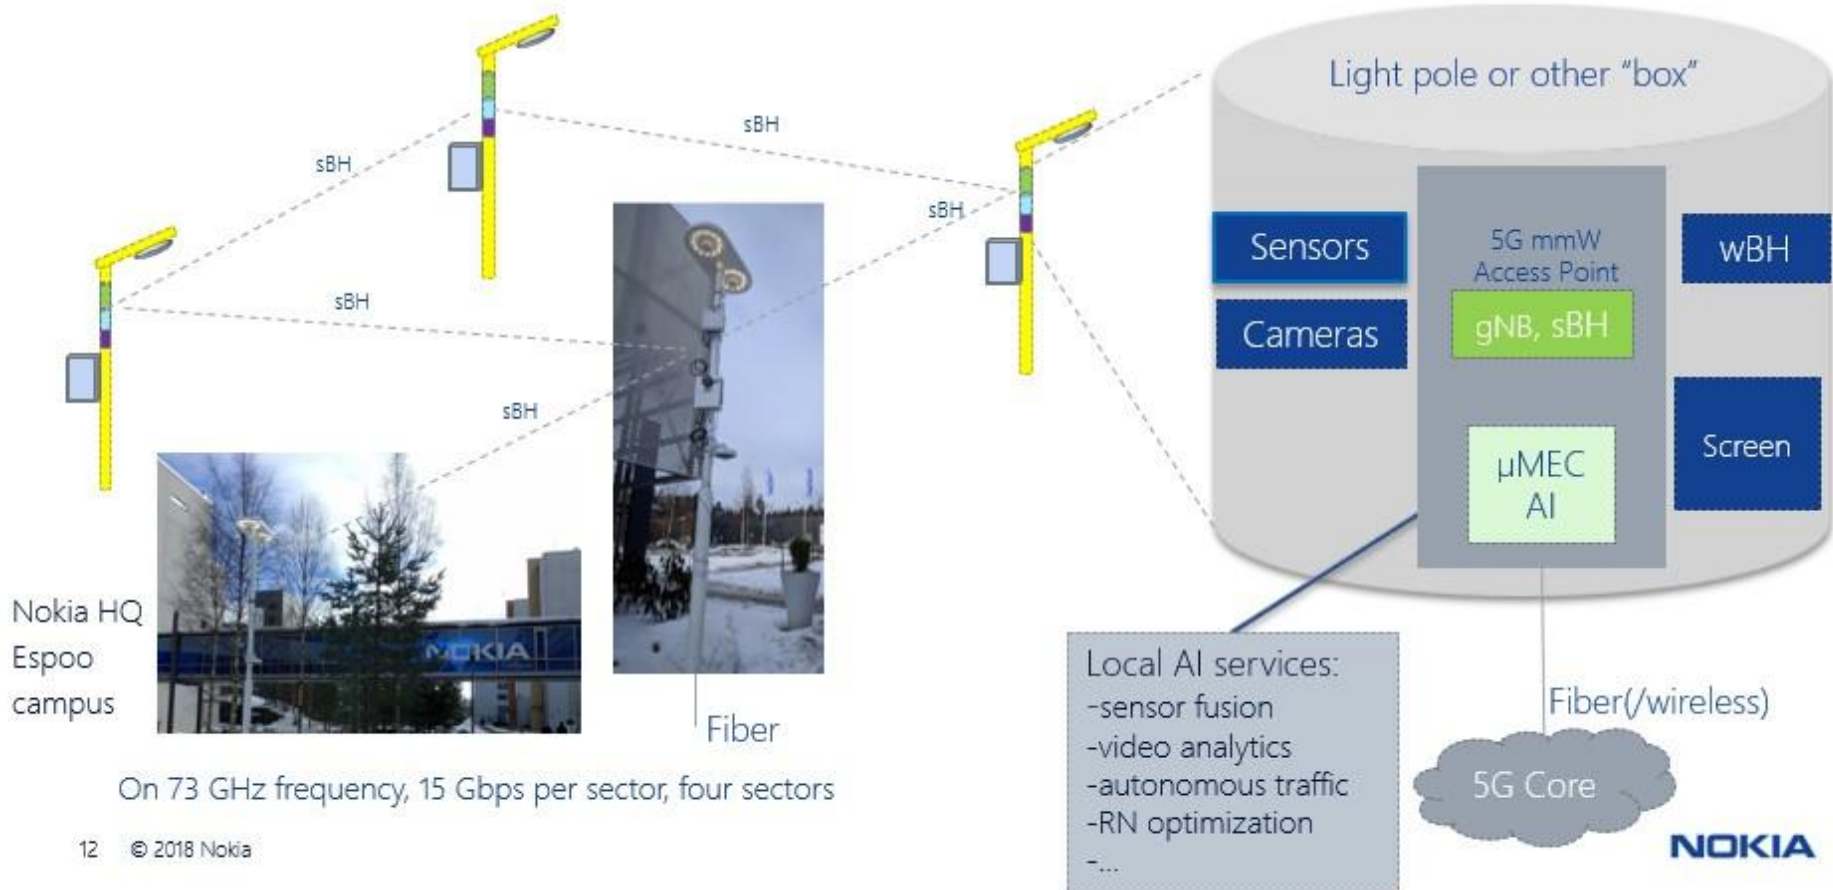 Light pole or other "box"
sBH
sBH
sBH
sBH
sBH
Sensors
Cameras
5G mmW
Access Point
gNB, sBH
µMEC
AI
wBH
Screen
Nokia HQ
Espoo
campus
NOKIA
Fiber
On 73 GHz frequency, 15 Gbps per sector, four sectors
Local AI services:
-sensor fusion
-video analytics
-autonomous traffic
-RN optimization
-...
Fiber(/wireless)
5G Core
12 © 2018 Nokia
NOKIA